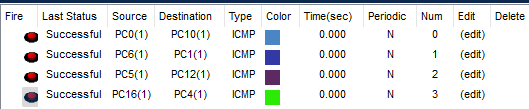 Fire Last Status Source Destination Type Color Time(sec) Periodic Num Edit Delete
Successful PC0(1) PC10(1) ICMP 0.000 N 0 (edit)
Successful PC6(1) PC1(1) ICMP 0.000 N 1 (edit)
Successful PC5(1) PC12(1) ICMP 0.000 N 2 (edit)
Successful PC16(1) PC4(1) ICMP 0.000 N 3 (edit)